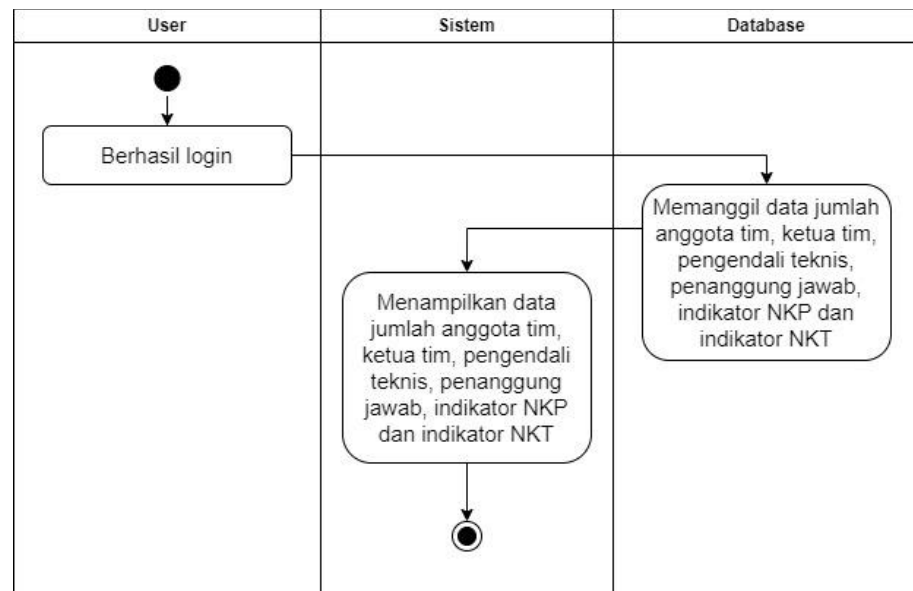 User
Sistem
Database
Berhasil login
Memanggil data jumlah
anggota tim, ketua tim,
pengendali teknis,
penanggung jawab,
indikator NKP dan
indikator NKT
Menampilkan data
jumlah anggota tim,
ketua tim, pengendali
teknis, penanggung
jawab, indikator NKP
dan indikator NKT